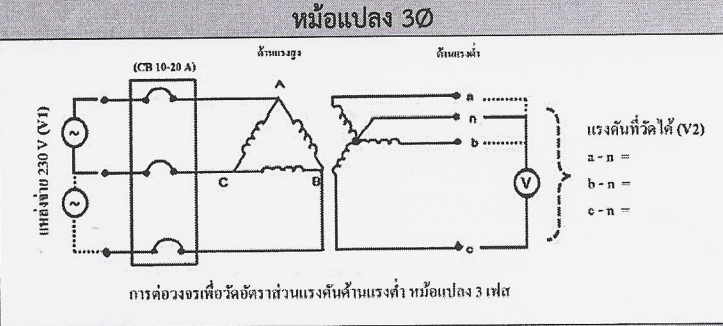 หม้อแปลง 3Ø
ด้านแรงสูง
ด้านแรงต่ำ
(CB 10-20 A)
A
a
n
b
แหล่งจ่าย 230 V (V1)
~
~
C
B
V
c
แรงดันที่วัดได้ (V2)
a - n =
b - n =
c - n =
การต่อวงจรเพื่อวัดอัตราส่วนแรงดันด้านแรงต่ำ หม้อแปลง 3 เฟส